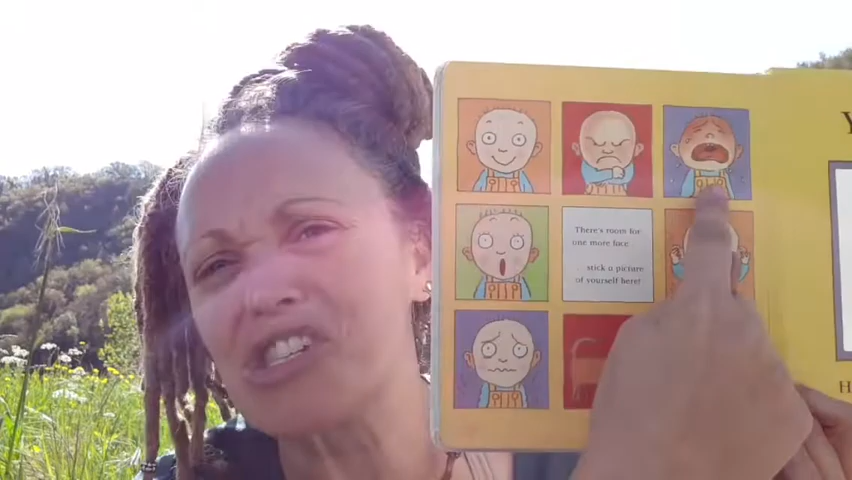 There's room for
one more face
stick a picture
of yourself here!
Y
H